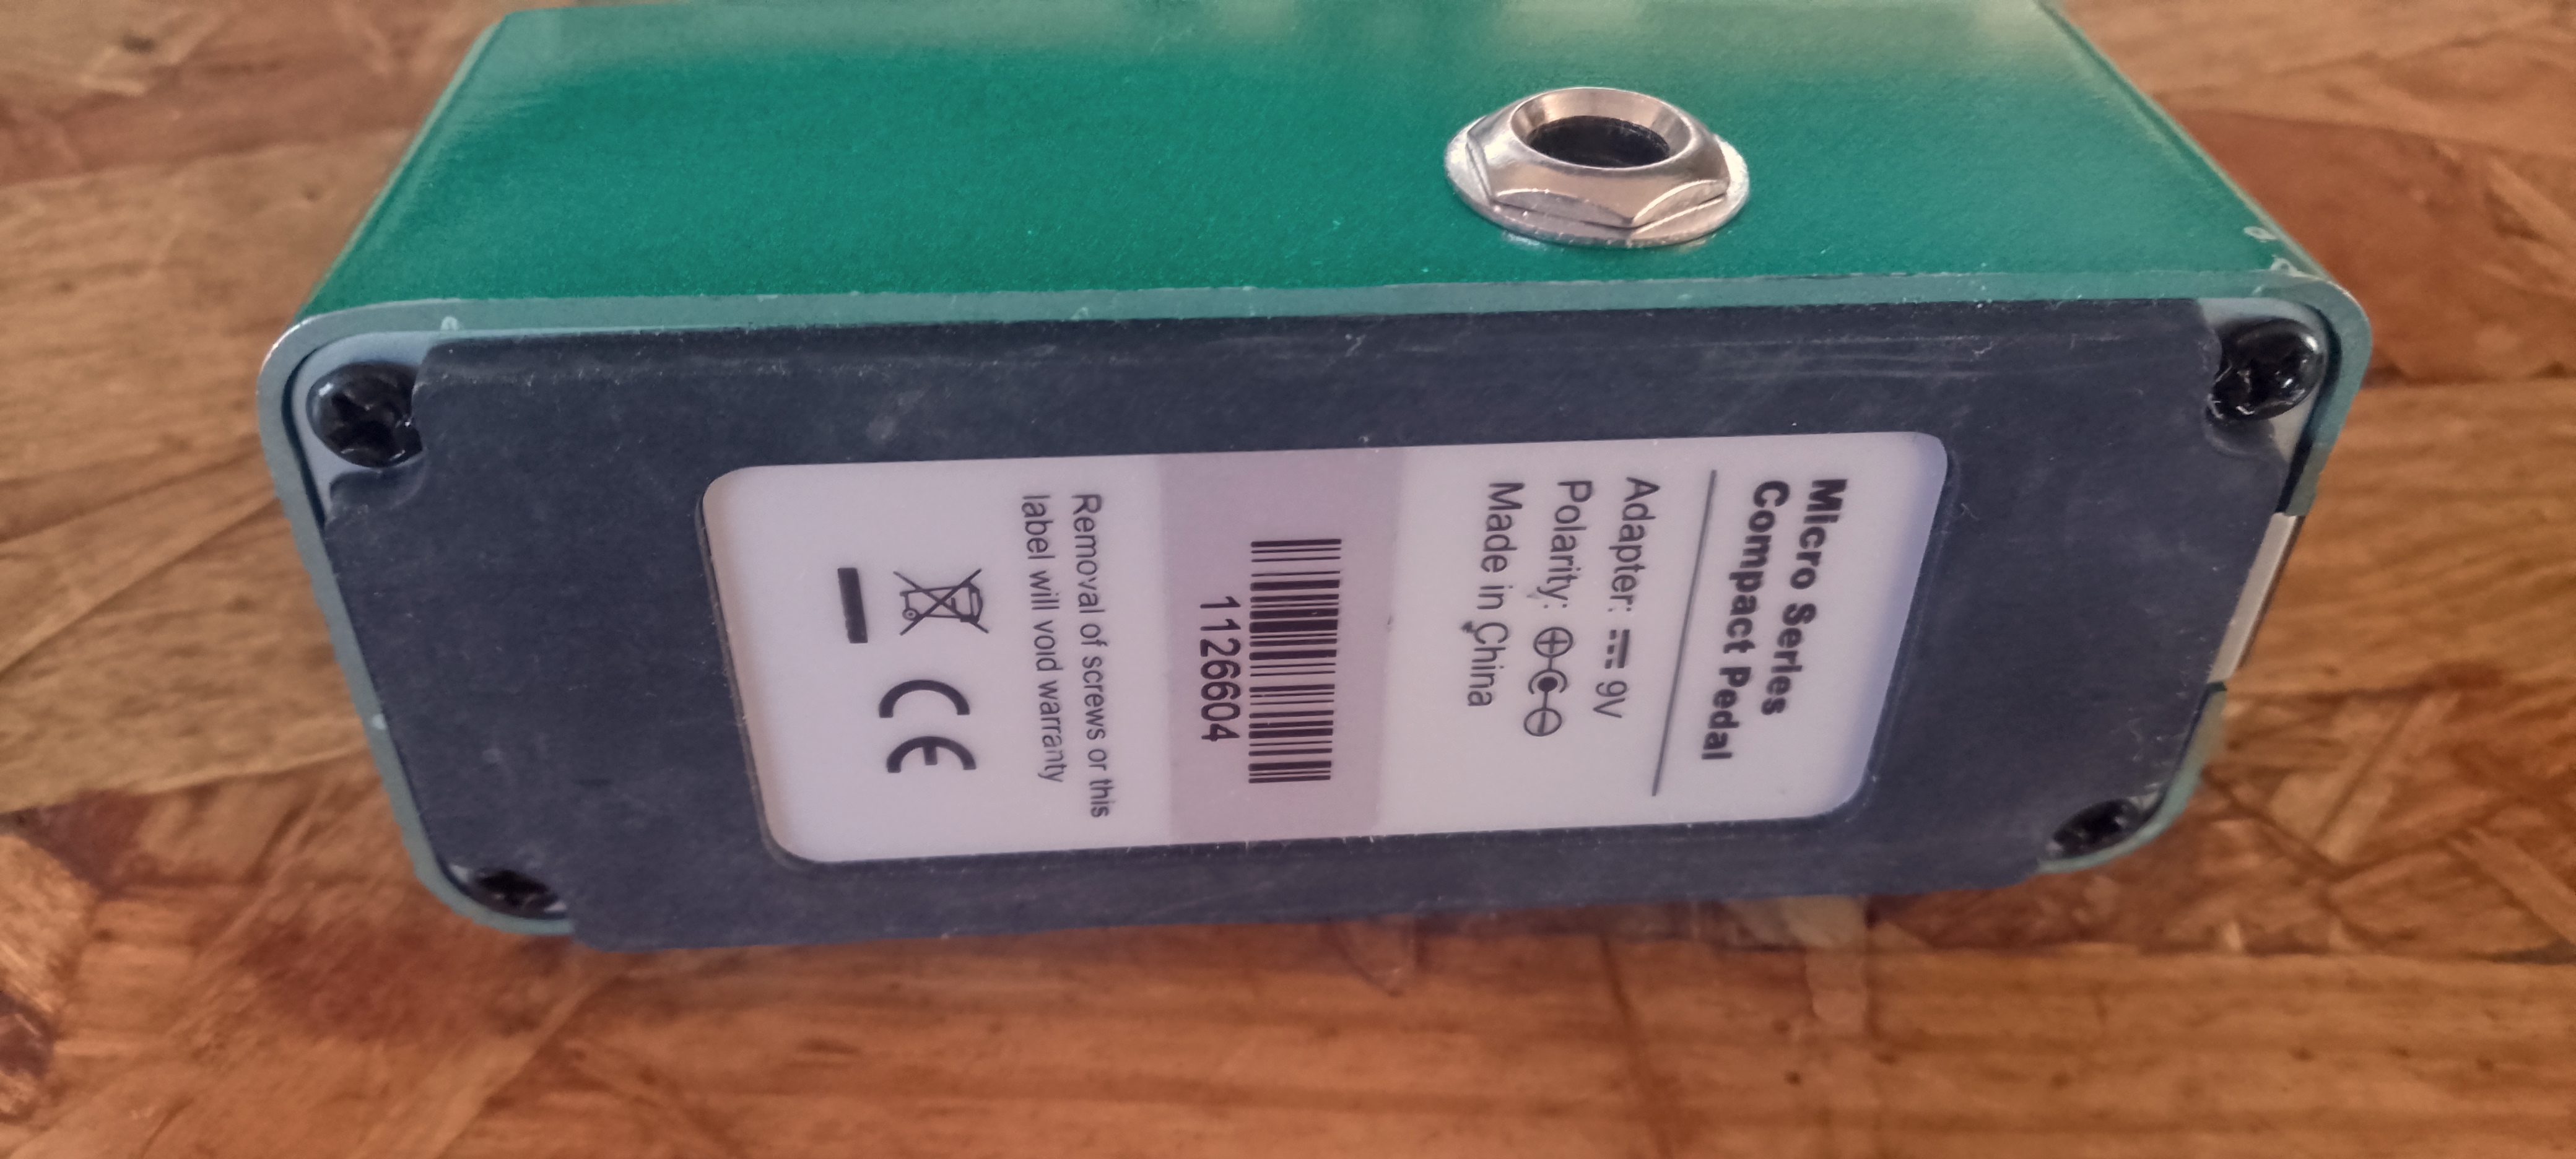 Micro Series
Compact Pedal
Adapter: 9V
Polarity:
Made in China
1126604
Removal of screws or this
label will void warranty
CE